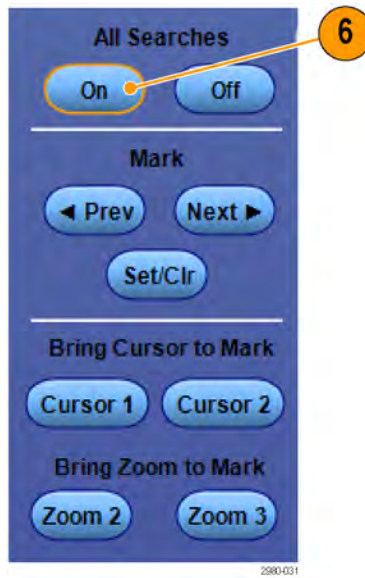 All Searches
6
On Off
Mark
◄ Prev Next ►
Set/Clr
Bring Cursor to Mark
Cursor 1 Cursor 2
Bring Zoom to Mark
Zoom 2 Zoom 3
2980-031